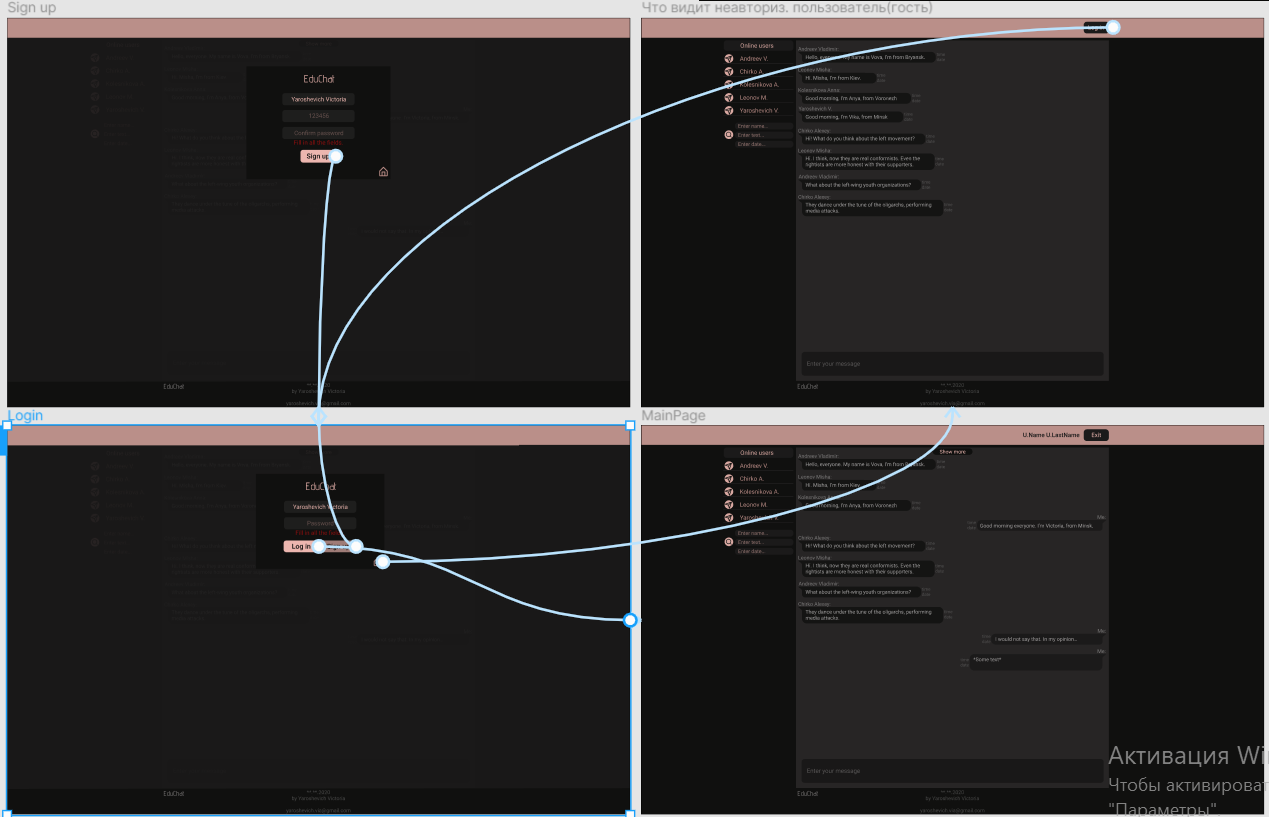 Sign up
EduChat
Yaroshevich Victoria
123456
Confirm password
Fill in all the fields
Sign up
EduChat
by Yaroshevich Victoria
yaroshevich.vs@gmail.com
Что видит неавториз. пользователь(гость)
Online users
Andreev V.
Chirko A.
Kolesnikova A.
Leonov M.
Yaroshevich V.
Enter name...
Enter text...
Enter date...
Andreev Vladimir:
Hello, everyone. My name is Vova, I'm from Bryansk.
Leonov Misha:
Hi. Misha, I'm from Kiev.
Kolesnikova Anna:
Good morning, I'm Anya, from Voronezh
Yaroshevich V.
Good morning, I'm Vika, from Minsk
Chirko Alexey:
Hi! What do you think about the left movement?
Leonov Misha:
Hi. I think, now they are real conformists. Even the
rightists are more honest with their supporters.
Andreev Vladimir:
What about the left-wing youth organizations?
Chirko Alexey:
They dance under the tune of the oligarchs, performing
media attacks.
Enter your message
EduChat
by Yaroshevich Victoria
Login
EduChat
Yaroshevich Victoria
Password
Fill in all the fields
Log in
EduChat
by Yaroshevich Victoria
yaroshevich.vs@gmail.com
MainPage
U.Name U.LastName
Exit
Online users
Andreev V.
Chirko A.
Kolesnikova A.
Leonov M.
Yaroshevich V.
Enter name...
Enter text...
Enter date...
Show more
Andreev Vladimir:
Hello, everyone. My name is Vova, I'm from Bryansk.
Leonov Misha:
Hi. Misha, I'm from Kiev.
Kolesnikova Anna:
Good morning, I'm Anya, from Voronezh
Me:
Good morning everyone. I'm Victoria, from Minsk.
Chirko Alexey:
Hi! What do you think about the left movement?
Leonov Misha:
Hi. I think, now they are real conformists. Even the
rightists are more honest with their supporters.
Andreev Vladimir:
What about the left-wing youth organizations?
Chirko Alexey:
They dance under the tune of the oligarchs, performing
media attacks.
Me:
I would not say that. In my opinion..
Me:
*Some text*
Enter your message
EduChat
by Yaroshevich Victoria
Активация Wi
Чтобы активироват
"Параметры".